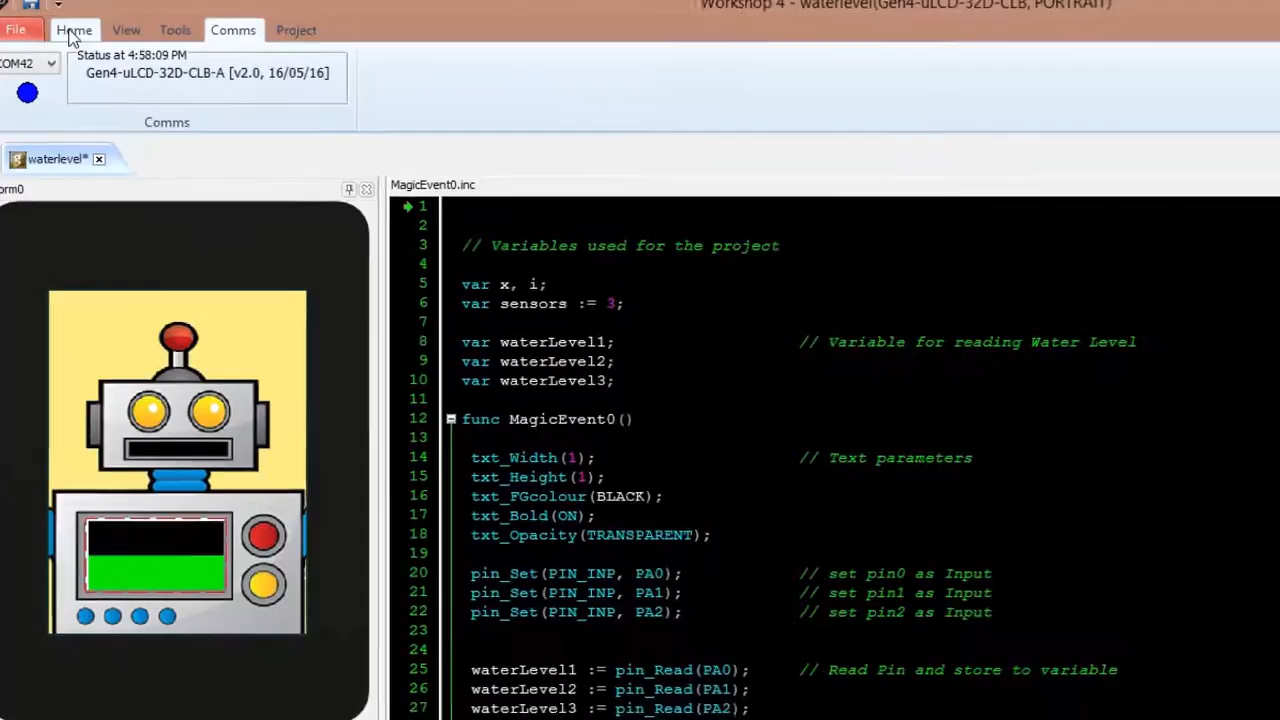 Workshop 4 - waterlevel(Gen4-uLCD-32D-CLB, PORTRAIT)
File Home View Tools Comms Project
COM42
Status at 4:58:09 PM
Gen4-uLCD-32D-CLB-A [v2.0, 16/05/16]
Comms
waterlevel*
orm0
MagicEvent0.inc
1
2
3 // Variables used for the project
4
5 var x, i;
6 var sensors := 3;
7
8 var waterLevel1; // Variable for reading Water Level
9 var waterLevel2;
10 var waterLevel3;
11
12 func MagicEvent0()
13
14 txt_Width(1); // Text parameters
15 txt_Height(1);
16 txt_FGcolour(BLACK);
17 txt_Bold(ON);
18 txt_Opacity(TRANSPARENT);
19
20 pin_Set(PIN_INP, PA0); // set pin0 as Input
21 pin_Set(PIN_INP, PA1); // set pin1 as Input
22 pin_Set(PIN_INP, PA2); // set pin2 as Input
23
24
25 waterLevel1 := pin_Read(PA0); // Read Pin and store to variable
26 waterLevel2 := pin_Read(PA1);
27 waterLevel3 := pin_Read(PA2);